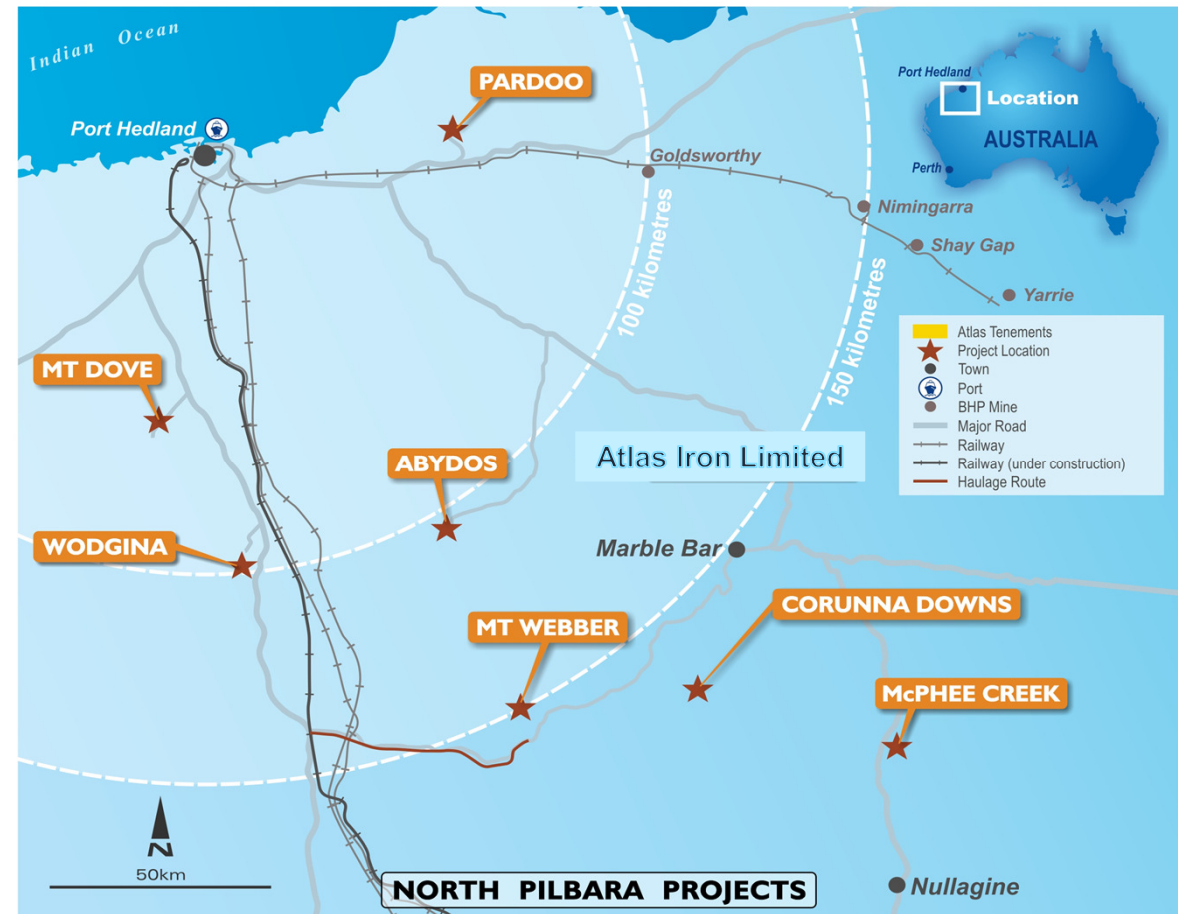 Indian Ocean
PARDOO
Port Hedland
Port Hedland
Location
AUSTRALIA
Perth
Goldsworthy
Nimingarra
Shay Gap
Yarrie
100 kilometres
150 kilometres
Atlas Tenements
Project Location
Town
Port
BHP Mine
Major Road
Railway
Railway (under construction)
Haulage Route
MT DOVE
ABYDOS
Atlas Iron Limited
WODGINA
Marble Bar
MT WEBBER
CORUNNA DOWNS
McPHEE CREEK
N
50km
NORTH PILBARA PROJECTS
Nullagine